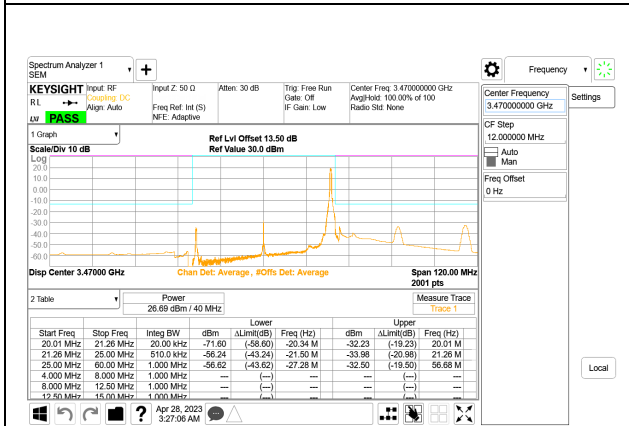 Spectrum Analyzer 1
SEM
+
Frequency
KEYSIGHT
R L
LXI
PASS
Input: RF
Coupling: DC
Align: Auto
Input Z: 50 Ω
Freq Ref: Int (S)
NFE: Adaptive
Atten: 30 dB
Trig: Free Run
Gate: Off
IF Gain: Low
Center Freq: 3.470000000 GHz
Avg|Hold: 100.00% of 100
Radio Std: None
Center Frequency
3.470000000 GHz
Settings
CF Step
12.000000 MHz
Auto
Man
Freq Offset
0 Hz
Local
1 Graph
Scale/Div 10 dB
Ref Lvl Offset 13.50 dB
Ref Value 30.0 dBm
Log
20.0
10.0
0.00
-10.0
-20.0
-30.0
-40.0
-50.0
-60.0
Disp Center 3.47000 GHz
Chan Det: Average, #Offs Det: Average
Span 120.00 MHz
2001 pts
2 Table
Power
26.69 dBm / 40 MHz
Measure Trace
Trace 1
Lower Upper
Start Freq Stop Freq Integ BW dBm ΔLimit(dB) Freq (Hz) dBm ΔLimit(dB) Freq (Hz)
20.01 MHz 21.26 MHz 20.00 kHz -71.60 (-58.60) -20.34 M -32.23 (-19.23) 20.01 M
21.26 MHz 25.00 MHz 510.0 kHz -56.24 (-43.24) -21.50 M -33.98 (-20.98) 21.26 M
25.00 MHz 60.00 MHz 1.000 MHz -56.62 (-43.62) -27.28 M -32.50 (-19.50) 56.68 M
4.000 MHz 8.000 MHz 1.000 MHz --- (---) --- --- (---) ---
8.000 MHz 12.50 MHz 1.000 MHz --- (---) --- --- (---) ---
12.50 MHz 15.00 MHz 1.000 MHz --- (---) --- --- (---) ---
?
Apr 28, 2023
3:27:06 AM